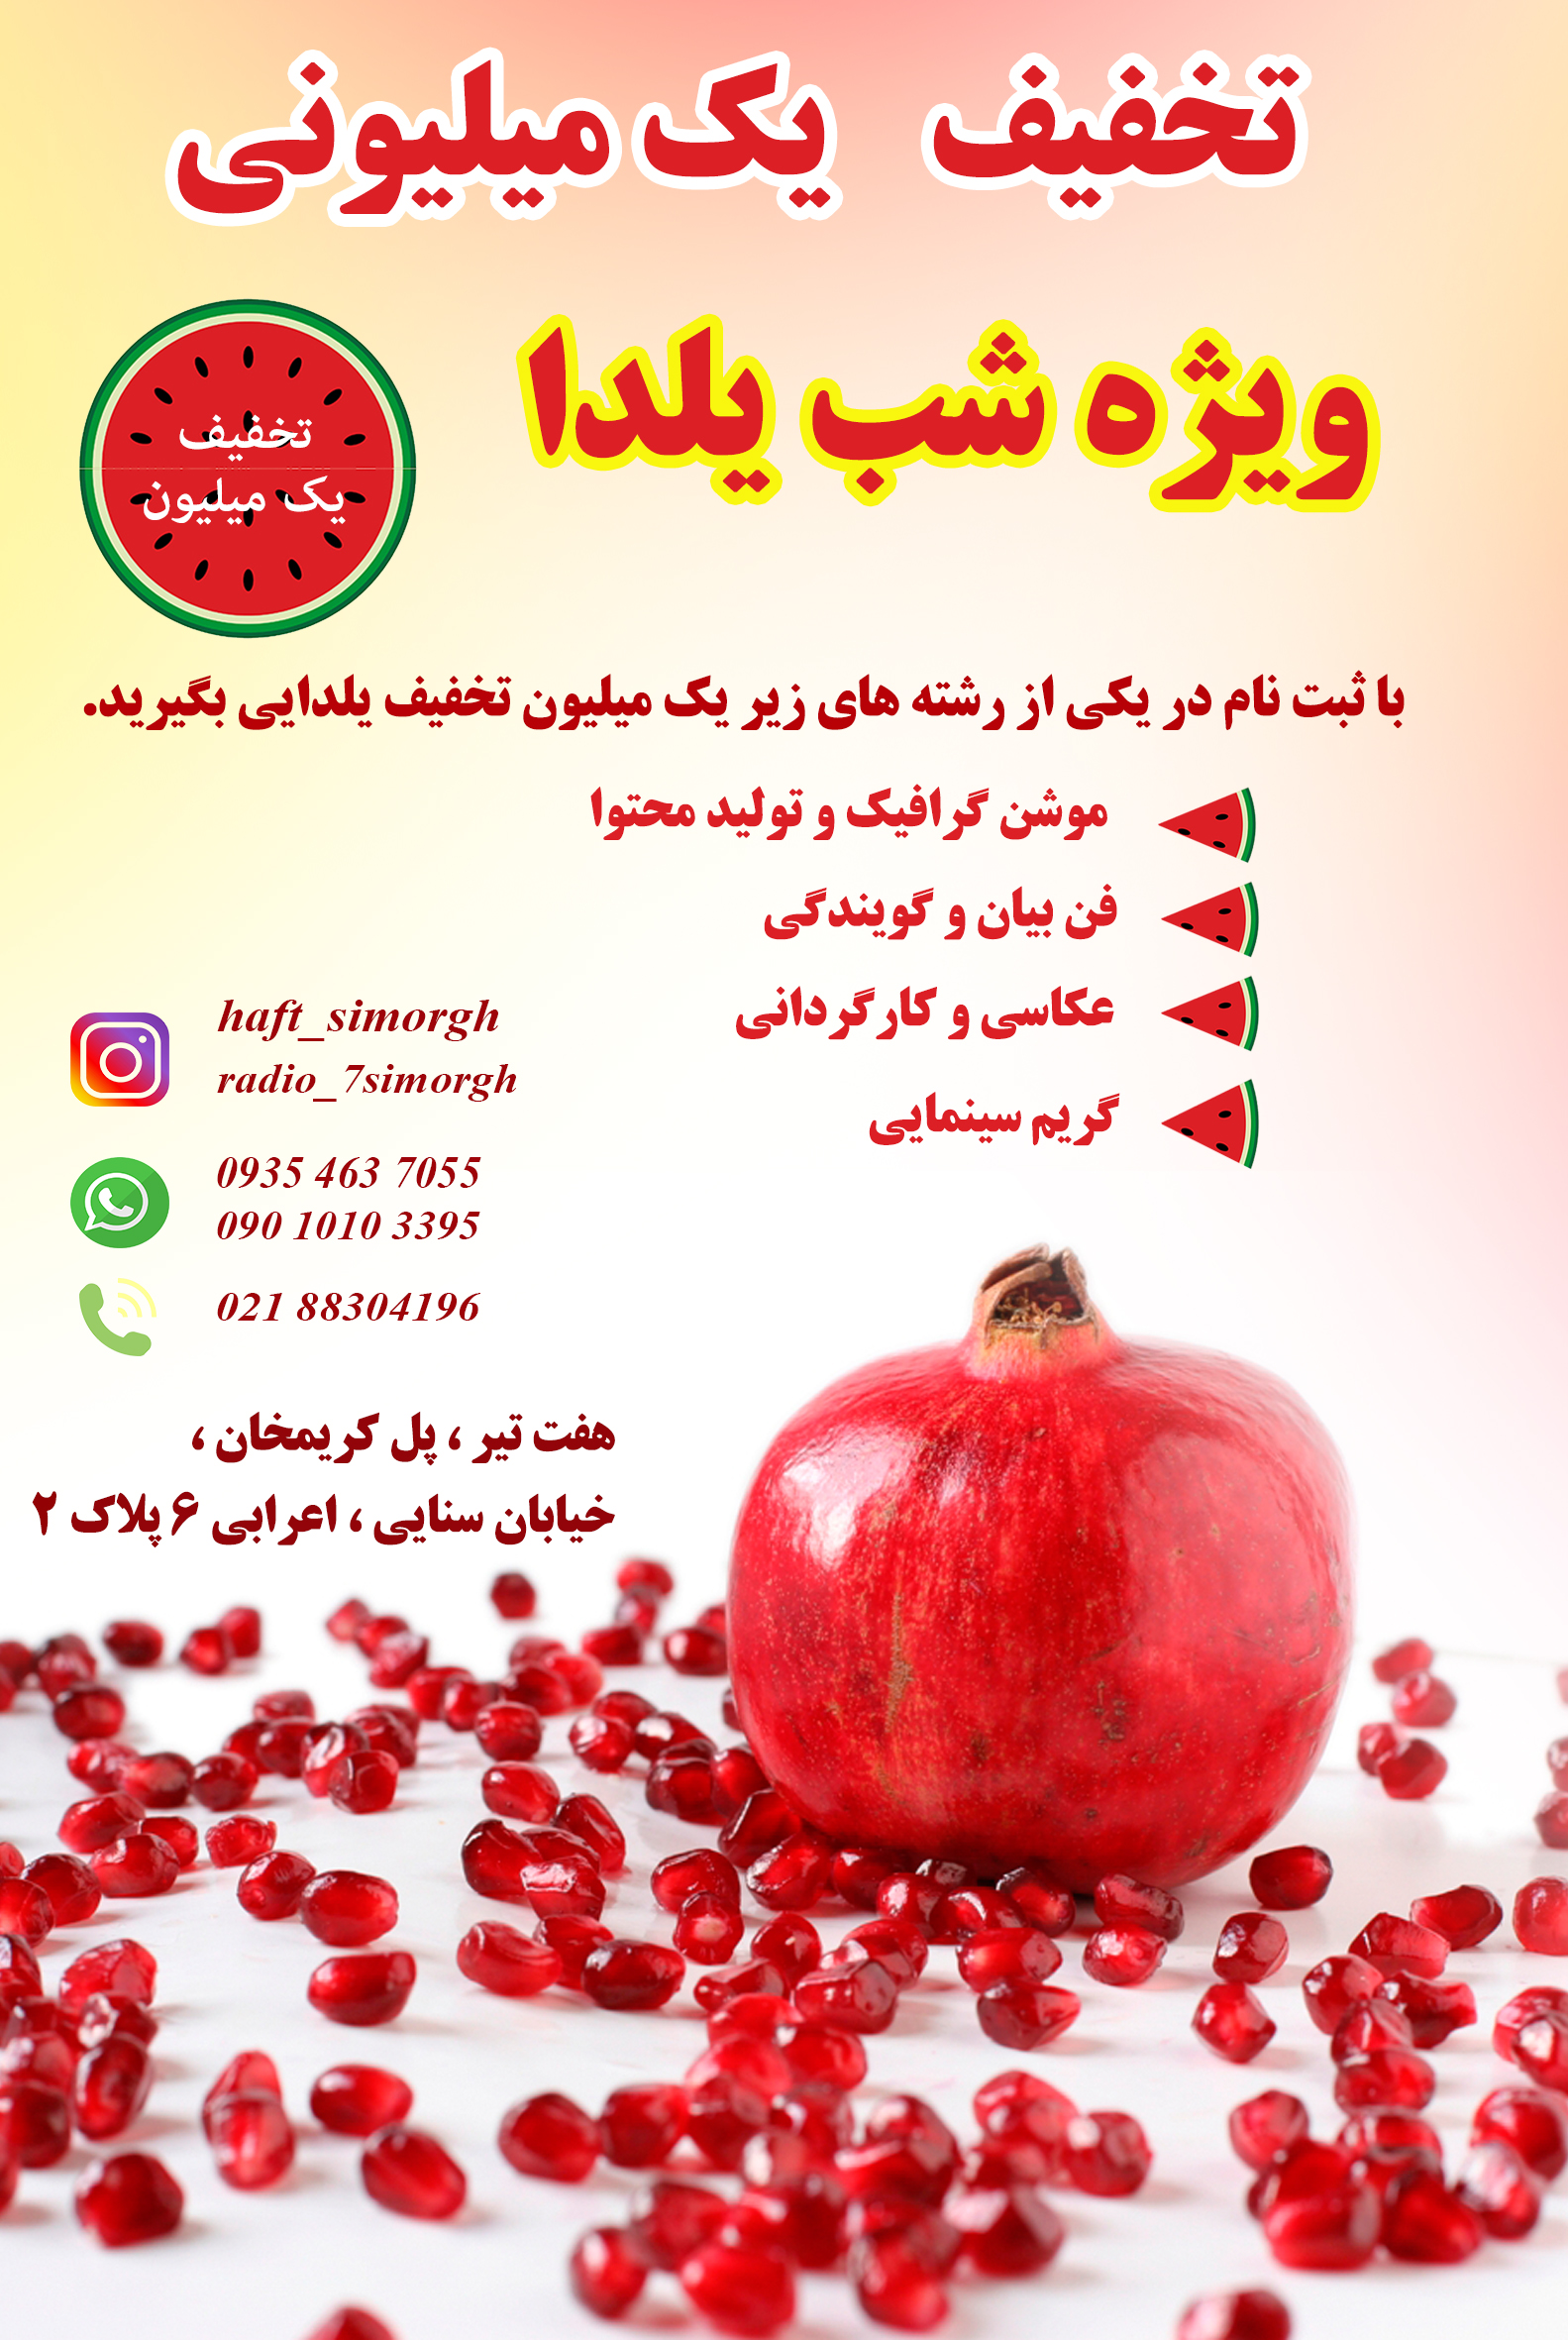 تخفیف یک میلیونی
ویژه شب یلدا
تخفیف
یک میلیون
با ثبت نام در یکی از رشته های زیر یک میلیون تخفیف یلدایی بگیرید.
موشن گرافیک و تولید محتوا
فن بیان و گویندگی
عکاسی و کارگردانی
گریم سینمایی
haft_simorgh
radio_7simorgh
0935 463 7055
090 1010 3395
021 88304196
هفت تیر ، پل کریمخان ،
خیابان سنایی ، اعرابی ۶ پلاک ۲